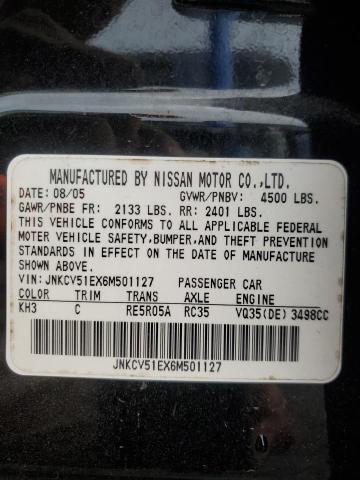 MANUFACTURED BY NISSAN MOTOR CO.,LTD.
DATE: 08/05 GVWR/PNBV: 4500 LBS.
GAWR/PNBE FR: 2133 LBS. RR: 2401 LBS.
THIS VEHICLE CONFORMS TO ALL APPLICABLE FEDERAL
MOTER VEHICLE SAFETY,BUMPER,AND THEFT PREVENTION
STANDARDS IN EFFECT ON THE DATE OF MANUFACTURE
SHOWN ABOVE.
VIN: JNKCV51EX6M501127 PASSENGER CAR
COLOR TRIM TRANS AXLE ENGINE
KH3 C RE5R05A RC35 VQ35(DE) 3498CC
JNKCV51EX6M501127